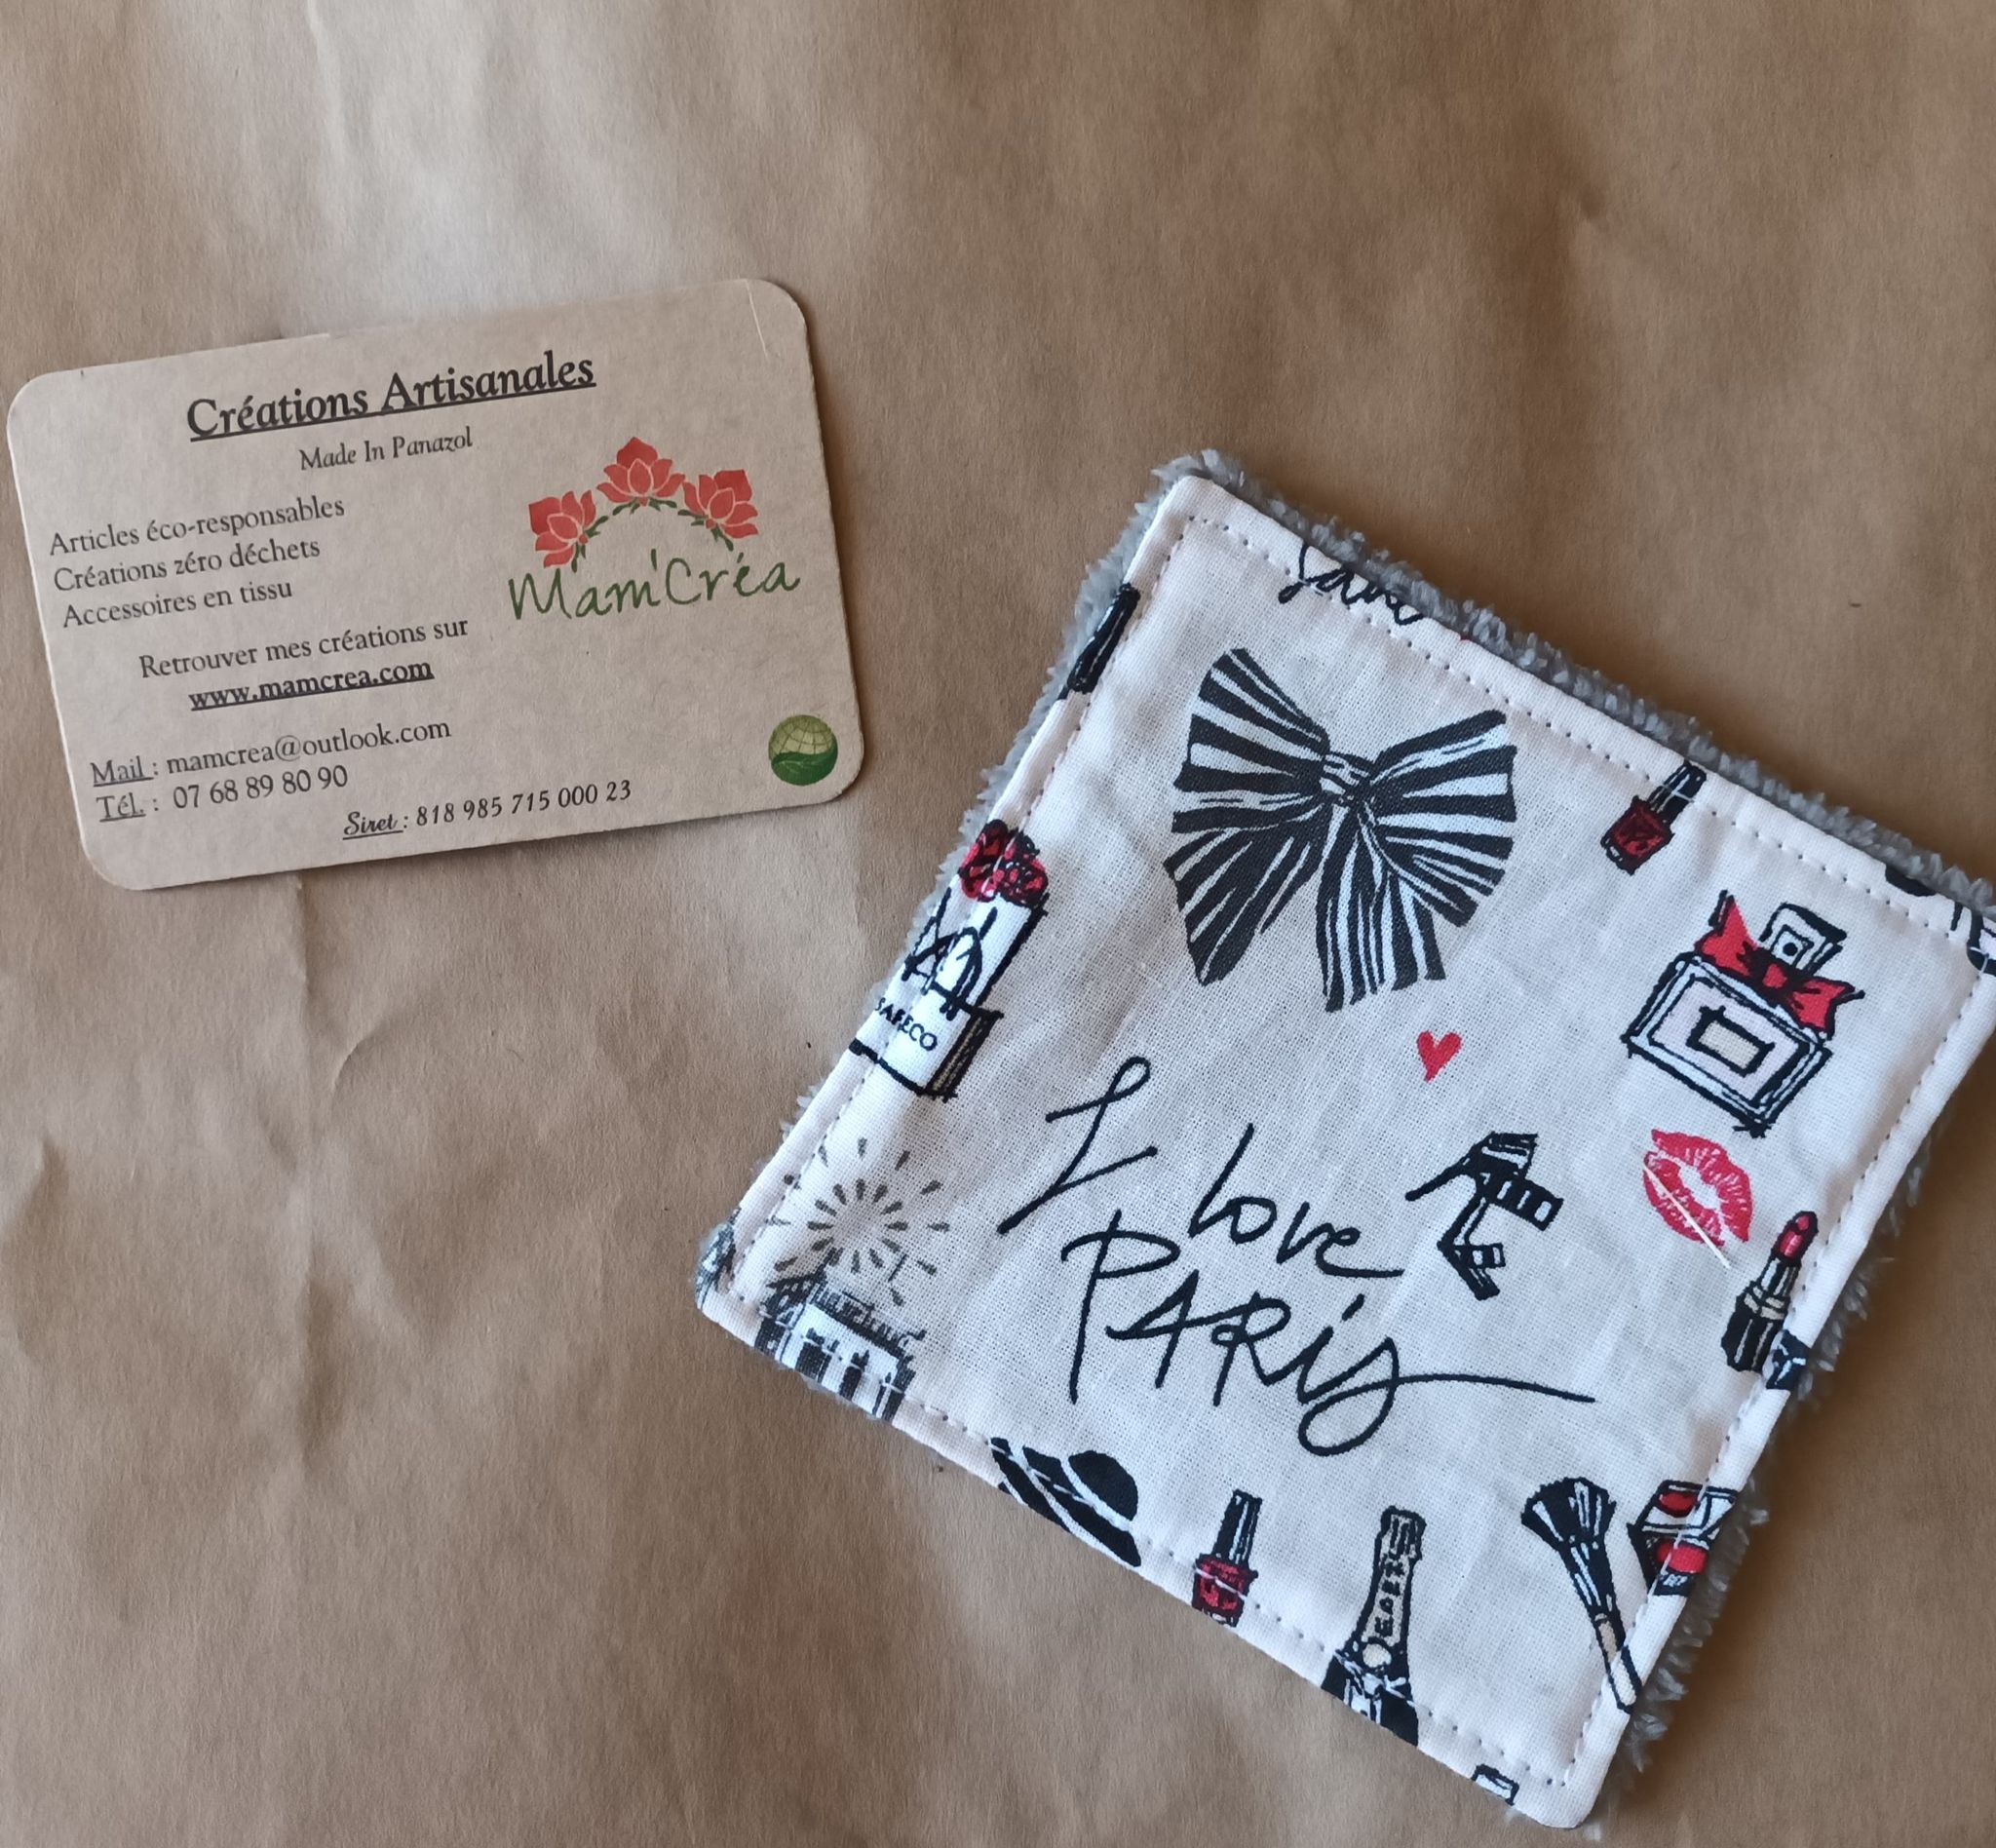 Créations Artisanales
Made In Panazol
Articles éco-responsables
Créations zéro déchets
Accessoires en tissu
Mam'Créa
Retrouver mes créations sur
www.mamcrea.com
Mail : mamcrea@outlook.com
Tél. : 07 68 89 80 90
Siret : 818 985 715 000 23
I love
PARis